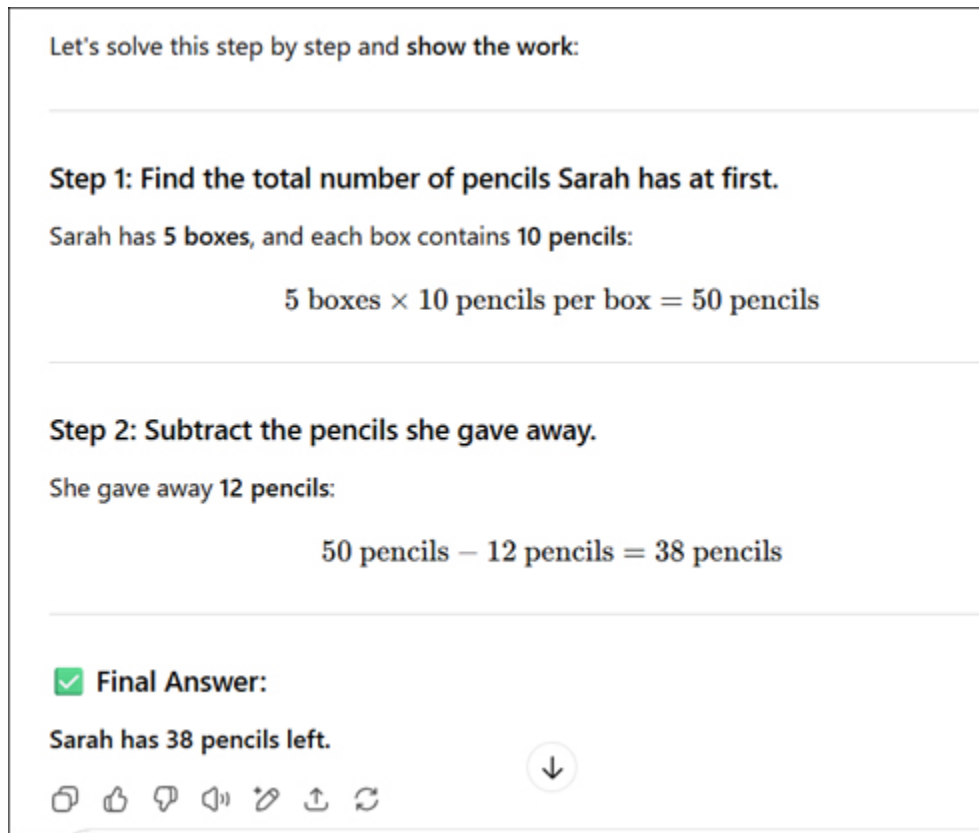 Let's solve this step by step and show the work:
Step 1: Find the total number of pencils Sarah has at first.
Sarah has 5 boxes, and each box contains 10 pencils:
5 boxes × 10 pencils per box = 50 pencils
Step 2: Subtract the pencils she gave away.
She gave away 12 pencils:
50 pencils − 12 pencils = 38 pencils
✅ Final Answer:
Sarah has 38 pencils left.